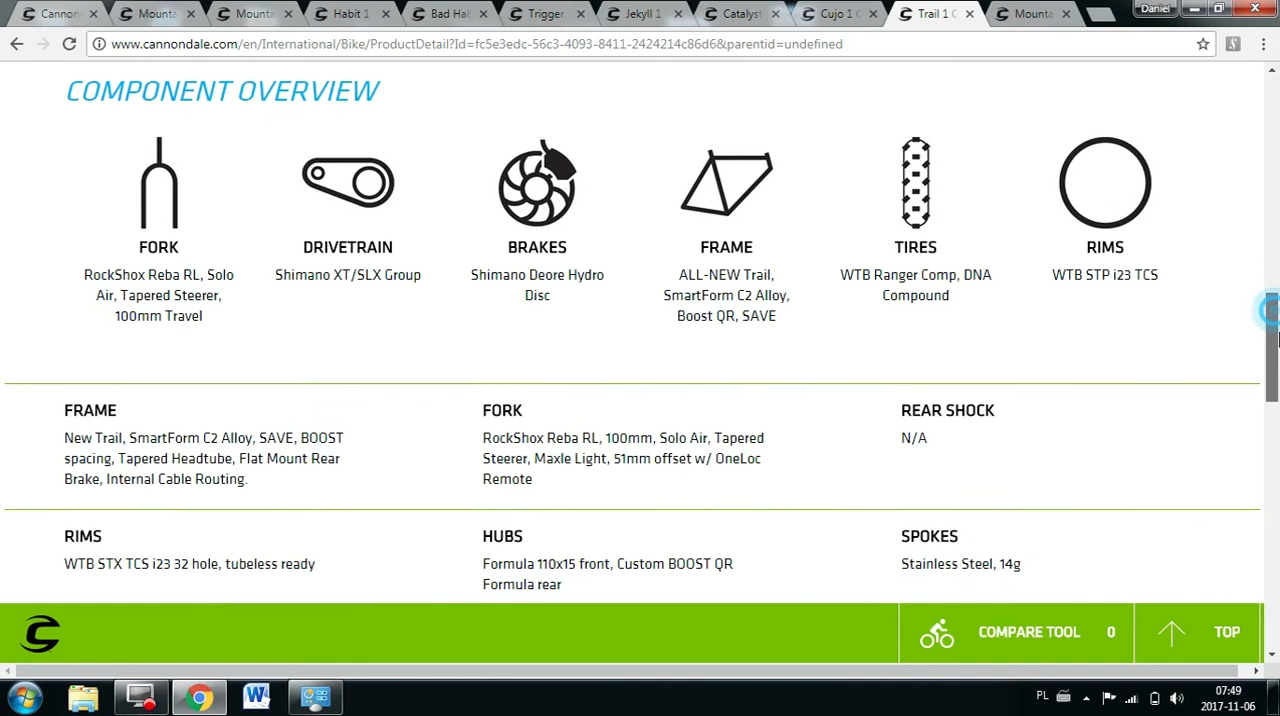 Cannon
Mounta
Mounta
Habit 1
Bad Hab
Trigger
Jekyll 1
Catalyst
Cujo 1 C
Trail 1 C
Mounta
Daniel
www.cannondale.com/en/International/Bike/ProductDetail?Id=fc5e3edc-56c3-4093-8411-2424214c86d6&parentid=undefined
COMPONENT OVERVIEW
FORK
RockShox Reba RL, Solo
Air, Tapered Steerer,
100mm Travel
DRIVETRAIN
Shimano XT/SLX Group
BRAKES
Shimano Deore Hydro
Disc
FRAME
ALL-NEW Trail,
SmartForm C2 Alloy,
Boost QR, SAVE
TIRES
WTB Ranger Comp, DNA
Compound
RIMS
WTB STP i23 TCS
FRAME
New Trail, SmartForm C2 Alloy, SAVE, BOOST
spacing, Tapered Headtube, Flat Mount Rear
Brake, Internal Cable Routing.
FORK
RockShox Reba RL, 100mm, Solo Air, Tapered
Steerer, Maxle Light, 51mm offset w/ OneLoc
Remote
REAR SHOCK
N/A
RIMS
WTB STX TCS i23 32 hole, tubeless ready
HUBS
Formula 110x15 front, Custom BOOST QR
Formula rear
SPOKES
Stainless Steel, 14g
COMPARE TOOL 0
TOP
PL
07:49
2017-11-06